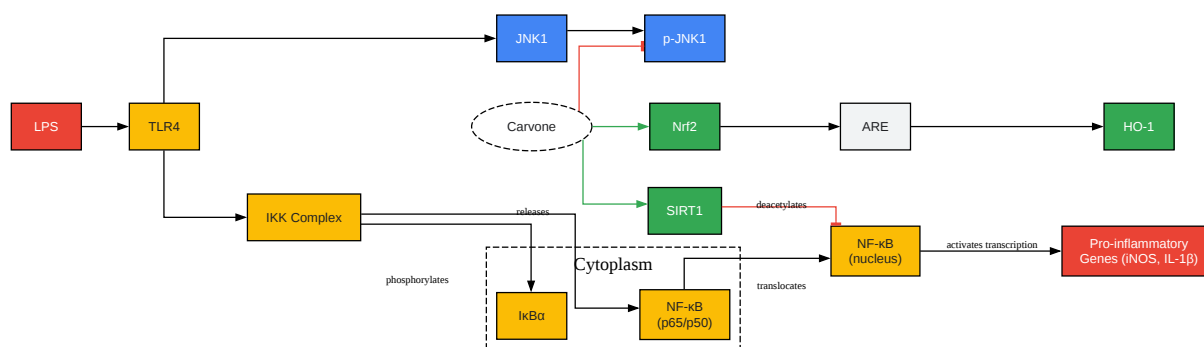 JNK1
p-JNK1
LPS
TLR4
Carvone
Nrf2
ARE
HO-1
IKK Complex
releases
SIRT1
deacetylates
NF-κB
(nucleus)
activates transcription
Pro-inflammatory
Genes (iNOS, IL-1β)
Cytoplasm
phosphorylates
translocates
IκBα
NF-κB
(p65/p50)